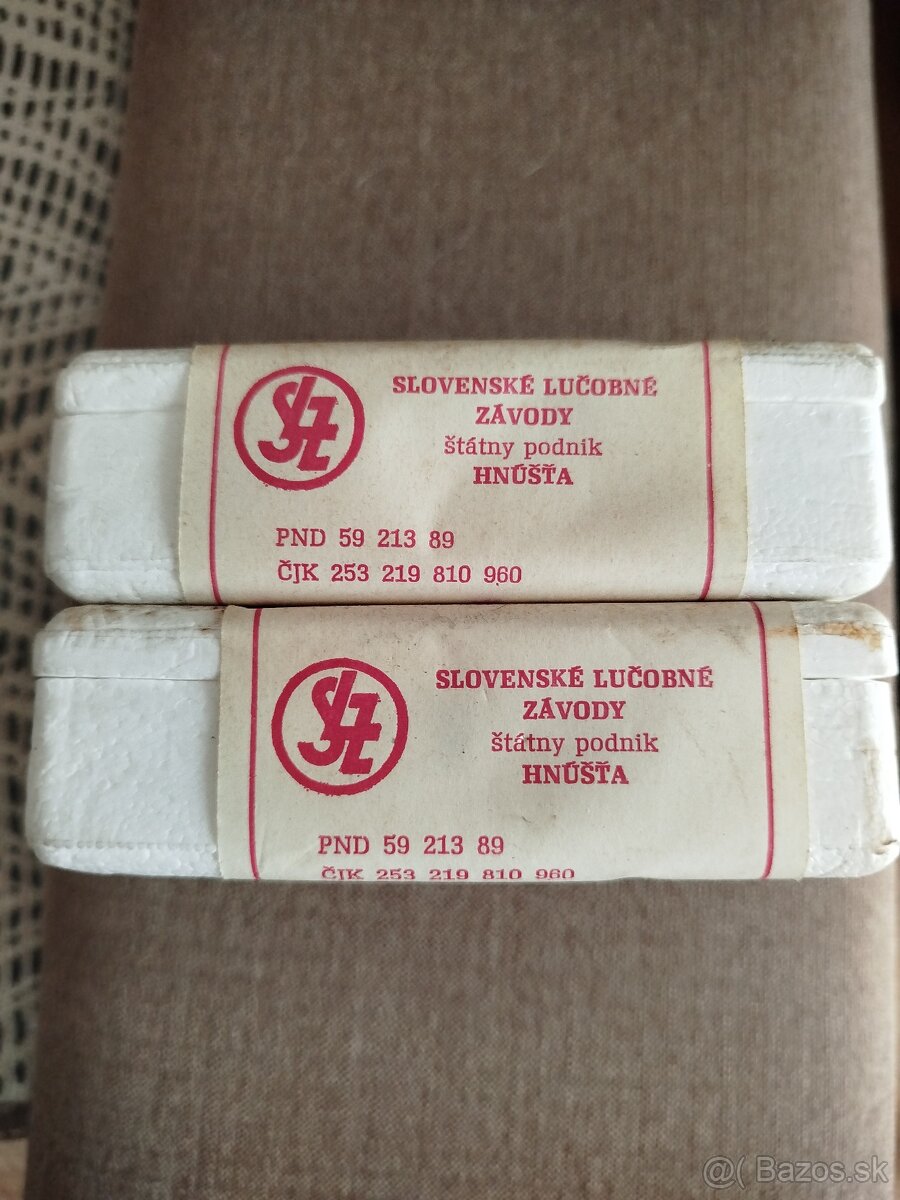 SLZ
SLOVENSKÉ LUČOBNÉ
ZÁVODY
štátny podnik
HNÚŠŤA
PND 59 213 89
ČJK 253 219 810 960
SLZ
SLOVENSKÉ LUČOBNÉ
ZÁVODY
štátny podnik
HNÚŠŤA
PND 59 213 89
ČJK 253 219 810 960
@( Bazos.sk